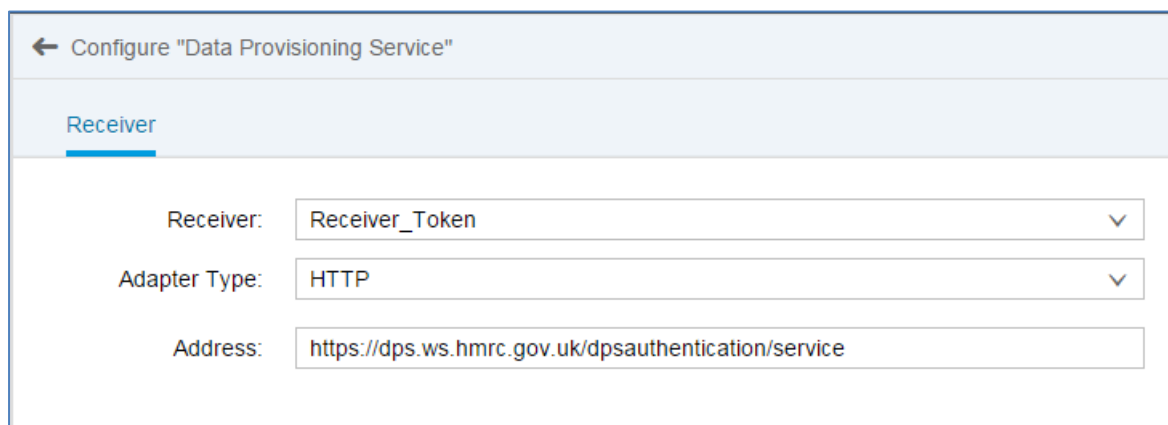 Configure "Data Provisioning Service"
Receiver
Receiver: Receiver_Token
Adapter Type: HTTP
Address: https://dps.ws.hmrc.gov.uk/dpsauthentication/service